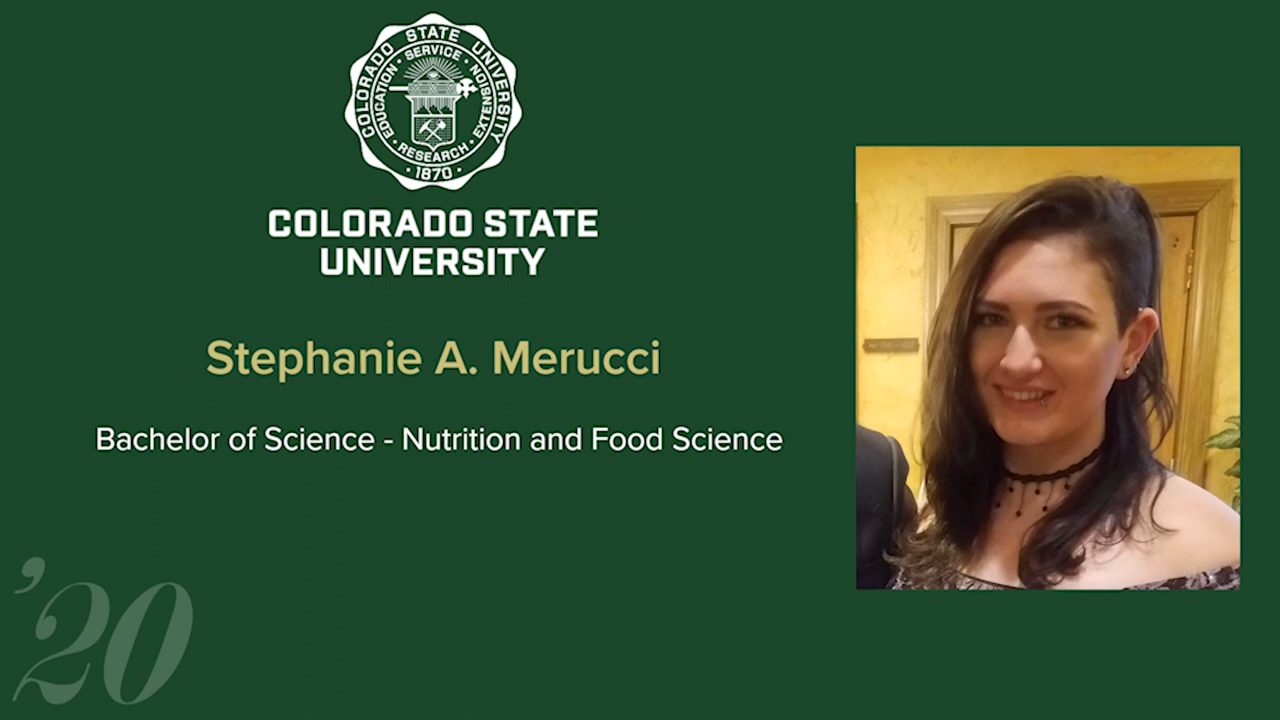 COLORADO STATE UNIVERSITY
EDUCATION • SERVICE • EXTENSION
• RESEARCH •
• 1870 •
COLORADO STATE
UNIVERSITY
Stephanie A. Merucci
Bachelor of Science - Nutrition and Food Science
’20